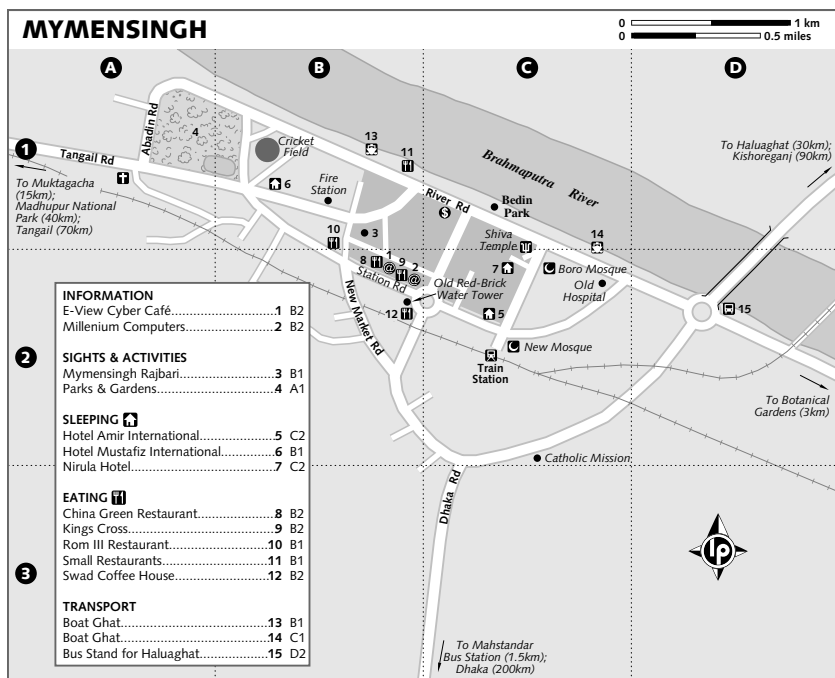 MYMENSINGH
0 1 km
0 0.5 miles
A
B
C
D
1
2
3
Abadin Rd
4
Cricket
Field
13
11
Brahmaputra River
To Haluaghat (30km);
Kishoreganj (90km)
Tangail Rd
To Muktagacha
(15km);
Madhupur National
Park (40km);
Tangail (70km)
6
Fire
Station
River Rd
$
Bedin
Park
10
3
Shiva
Temple
14
8
1
@
9
2
@
Station Rd
7
Boro Mosque
Old
Hospital
Old Red-Brick
Water Tower
12
5
15
New Market Rd
New Mosque
Train
Station
To Botanical
Gardens (3km)
Catholic Mission
Dhaka Rd
lp
To Mahstandar
Bus Station (1.5km);
Dhaka (200km)
INFORMATION
E-View Cyber Café....................1 B2
Millenium Computers................2 B2
SIGHTS & ACTIVITIES
Mymensingh Rajbari..................3 B1
Parks & Gardens.......................4 A1
SLEEPING
Hotel Amir International.............5 C2
Hotel Mustafiz International........6 B1
Nirula Hotel..............................7 C2
EATING
China Green Restaurant.............8 B2
Kings Cross..............................9 B2
Rom III Restaurant...................10 B1
Small Restaurants....................11 B1
Swad Coffee House..................12 B2
TRANSPORT
Boat Ghat...............................13 B1
Boat Ghat...............................14 C1
Bus Stand for Haluaghat...........15 D2